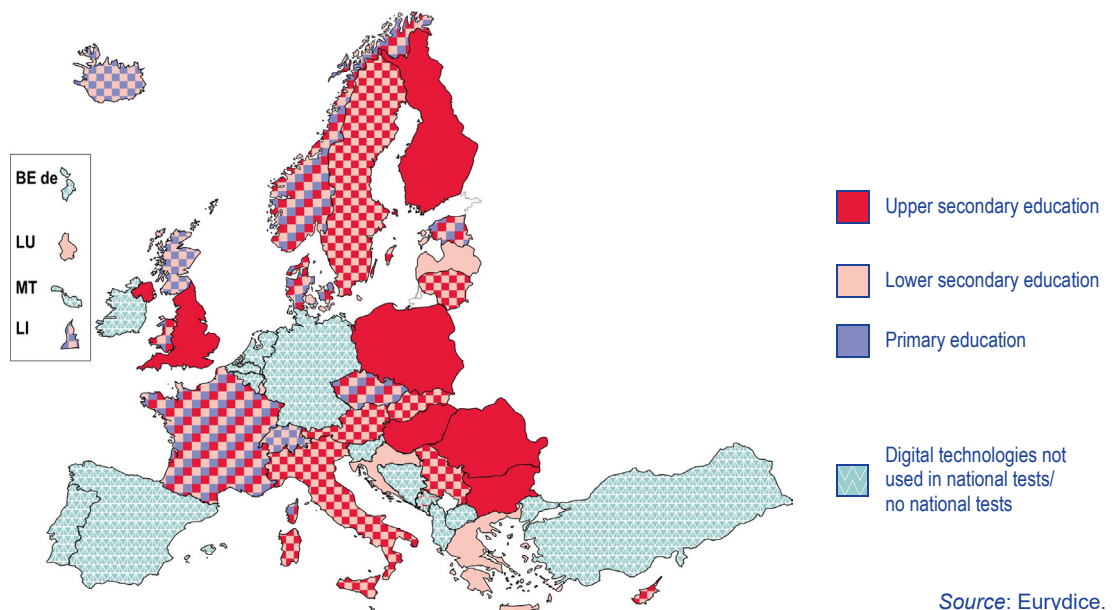 BE de
LU
MT
LI
Upper secondary education
Lower secondary education
Primary education
Digital technologies not
used in national tests/
no national tests
Source: Eurydice.